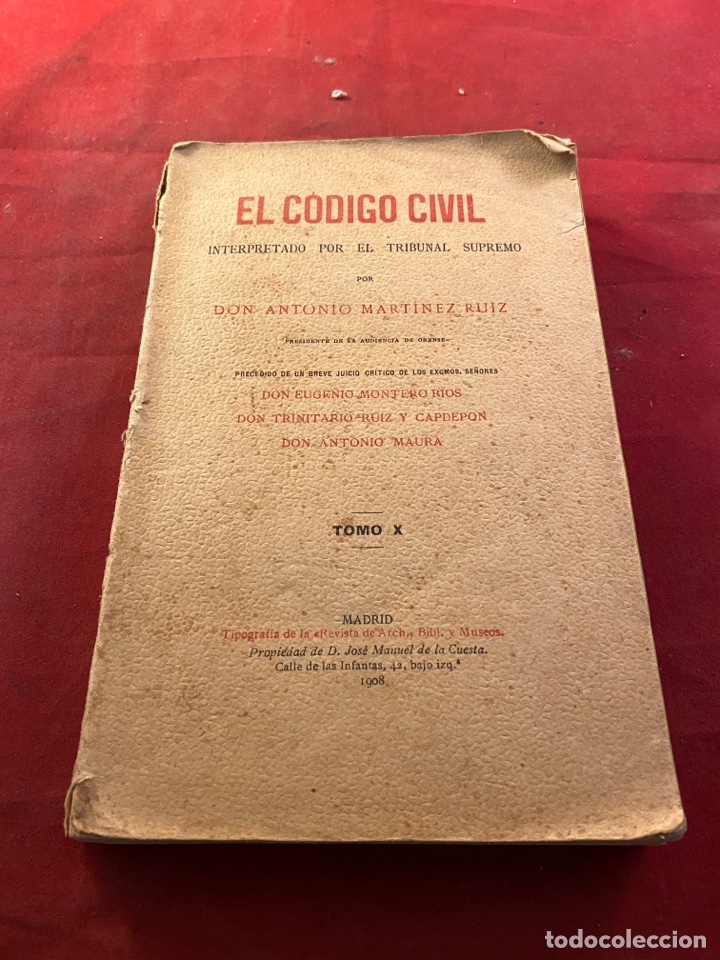 EL CÓDIGO CIVIL
INTERPRETADO POR EL TRIBUNAL SUPREMO
POR
DON ANTONIO MARTÍNEZ RUIZ
PRESIDENTE DE LA AUDIENCIA DE ORENSE
PRECEDIDO DE UN BREVE JUICIO CRÍTICO DE LOS EXCMOS. SEÑORES
DON EUGENIO MONTERO RÍOS
DON TRINITARIO RUIZ Y CAPDEPÓN
DON ANTONIO MAURA
TOMO X
MADRID
Tipografía de la «Revista de Arch., Bibl. y Museos.
Propiedad de D. José Manuel de la Cuesta.
Calle de las Infantas, 42, bajo izq.ª
1908
todocoleccion